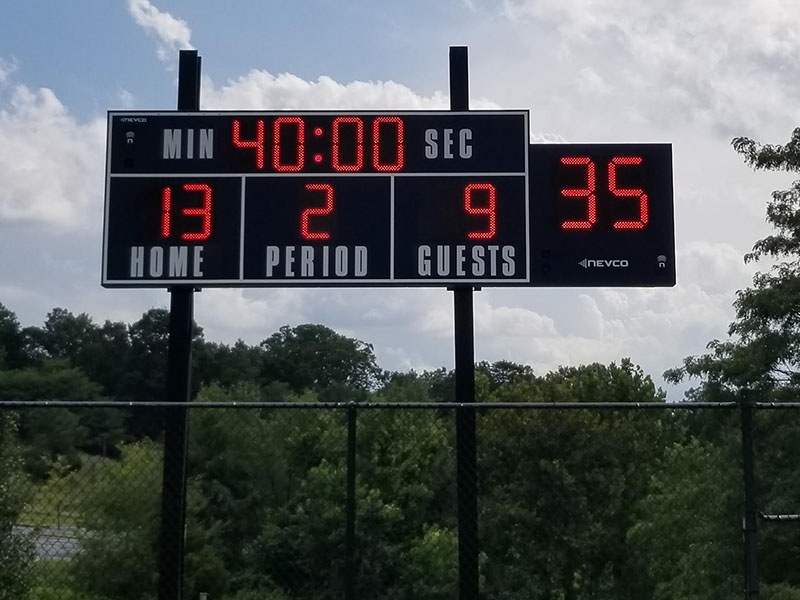 NEVCO
MIN 40:00 SEC
13 2 9 35
HOME PERIOD GUESTS
NEVCO